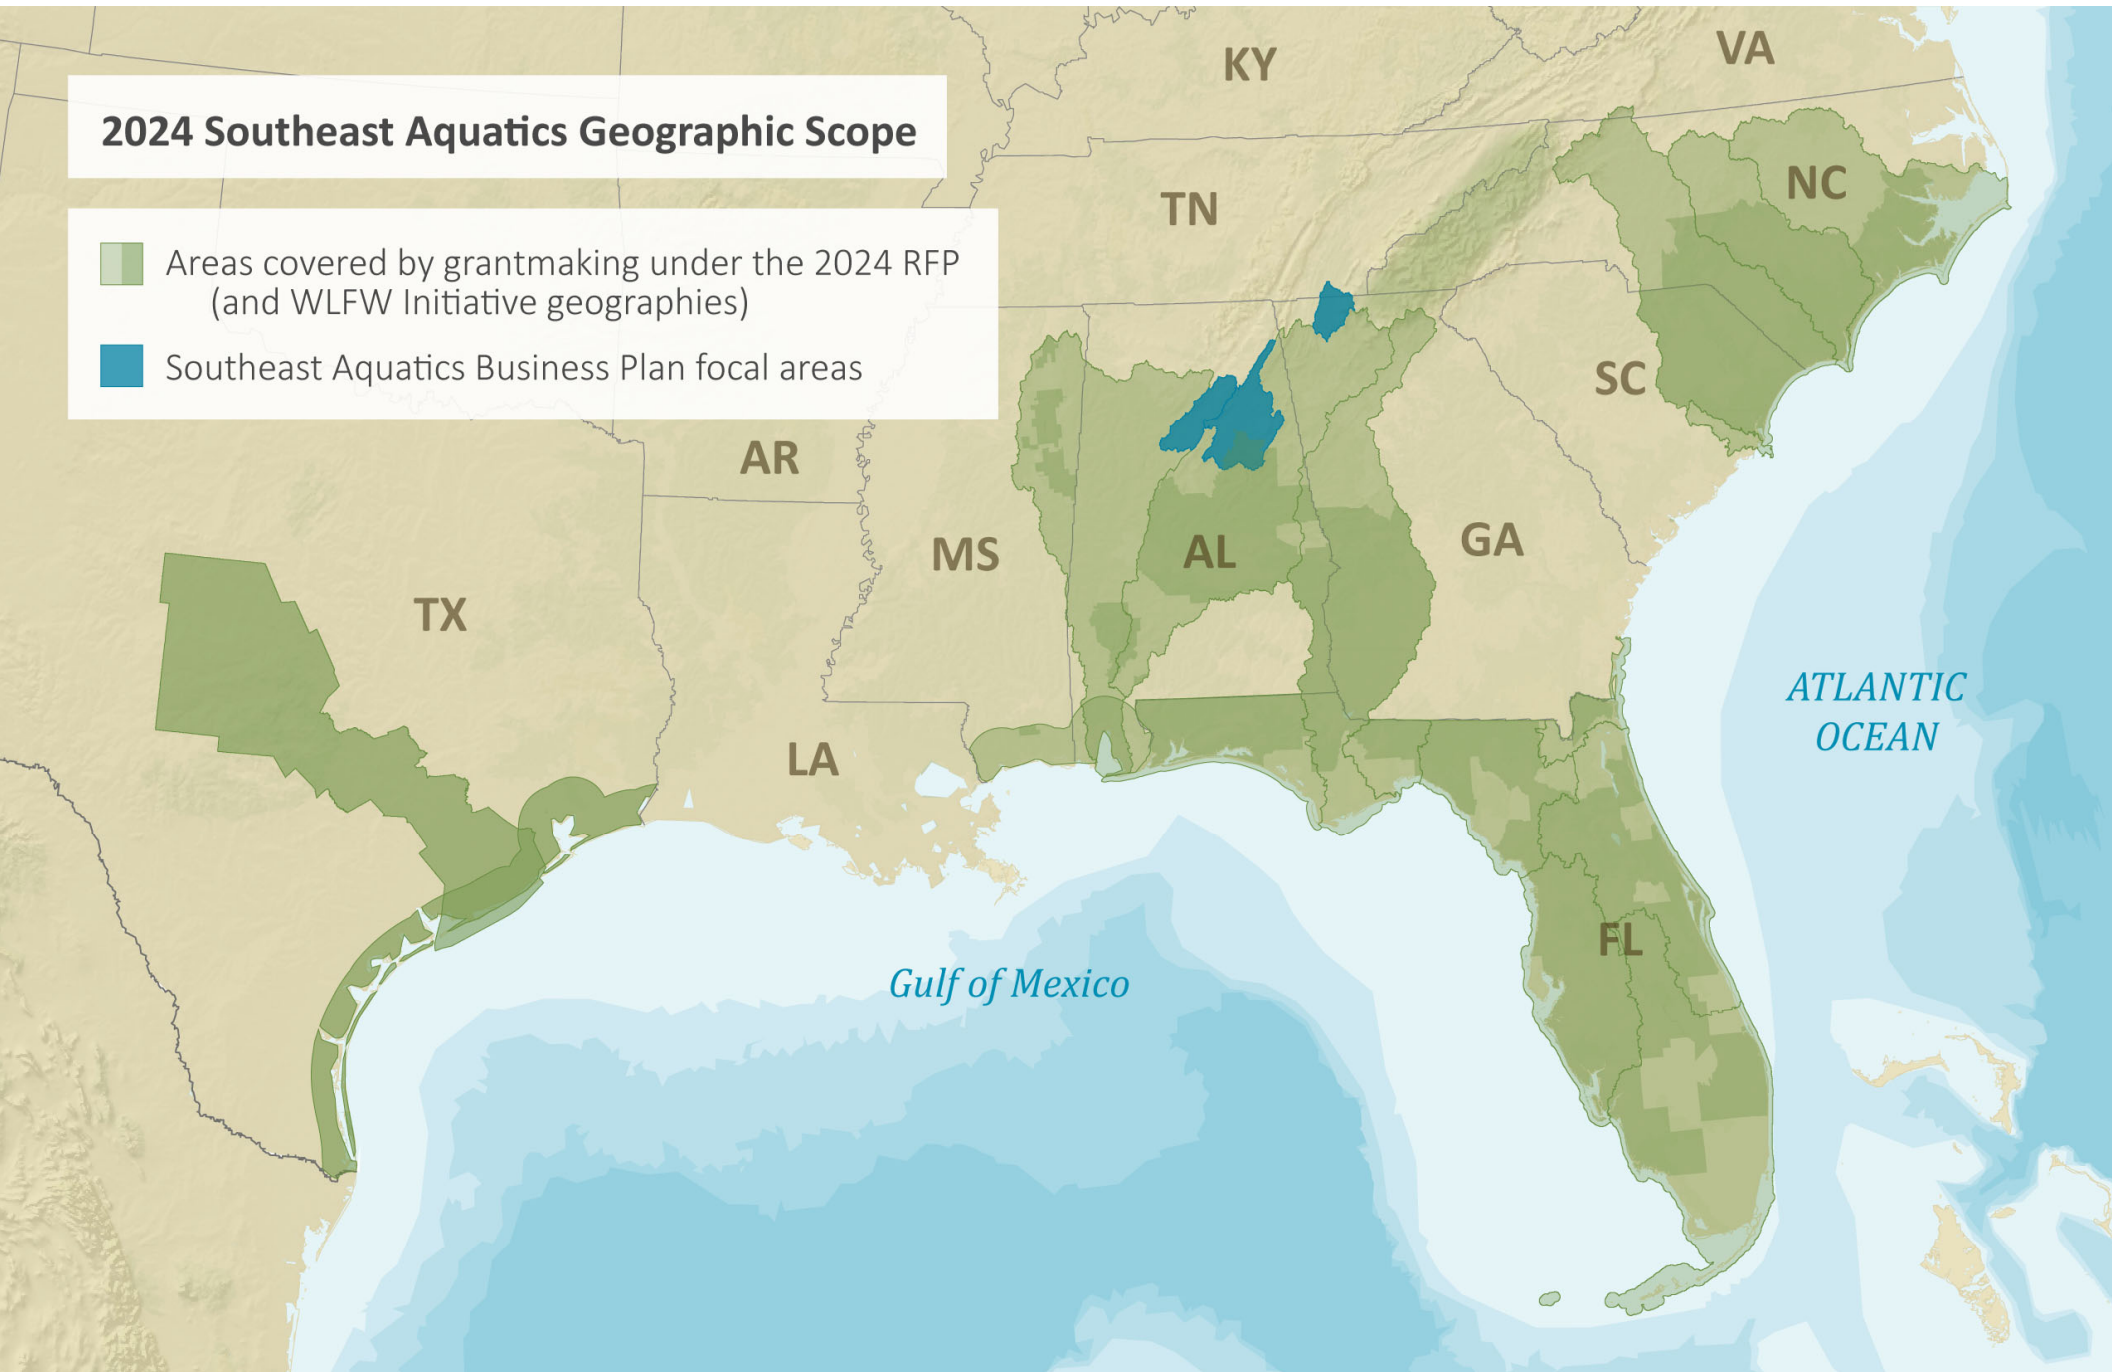 2024 Southeast Aquatics Geographic Scope
Areas covered by grantmaking under the 2024 RFP
(and WLFW Initiative geographies)
Southeast Aquatics Business Plan focal areas
KY
VA
TN
NC
SC
AR
MS
AL
GA
TX
LA
FL
ATLANTIC
OCEAN
Gulf of Mexico